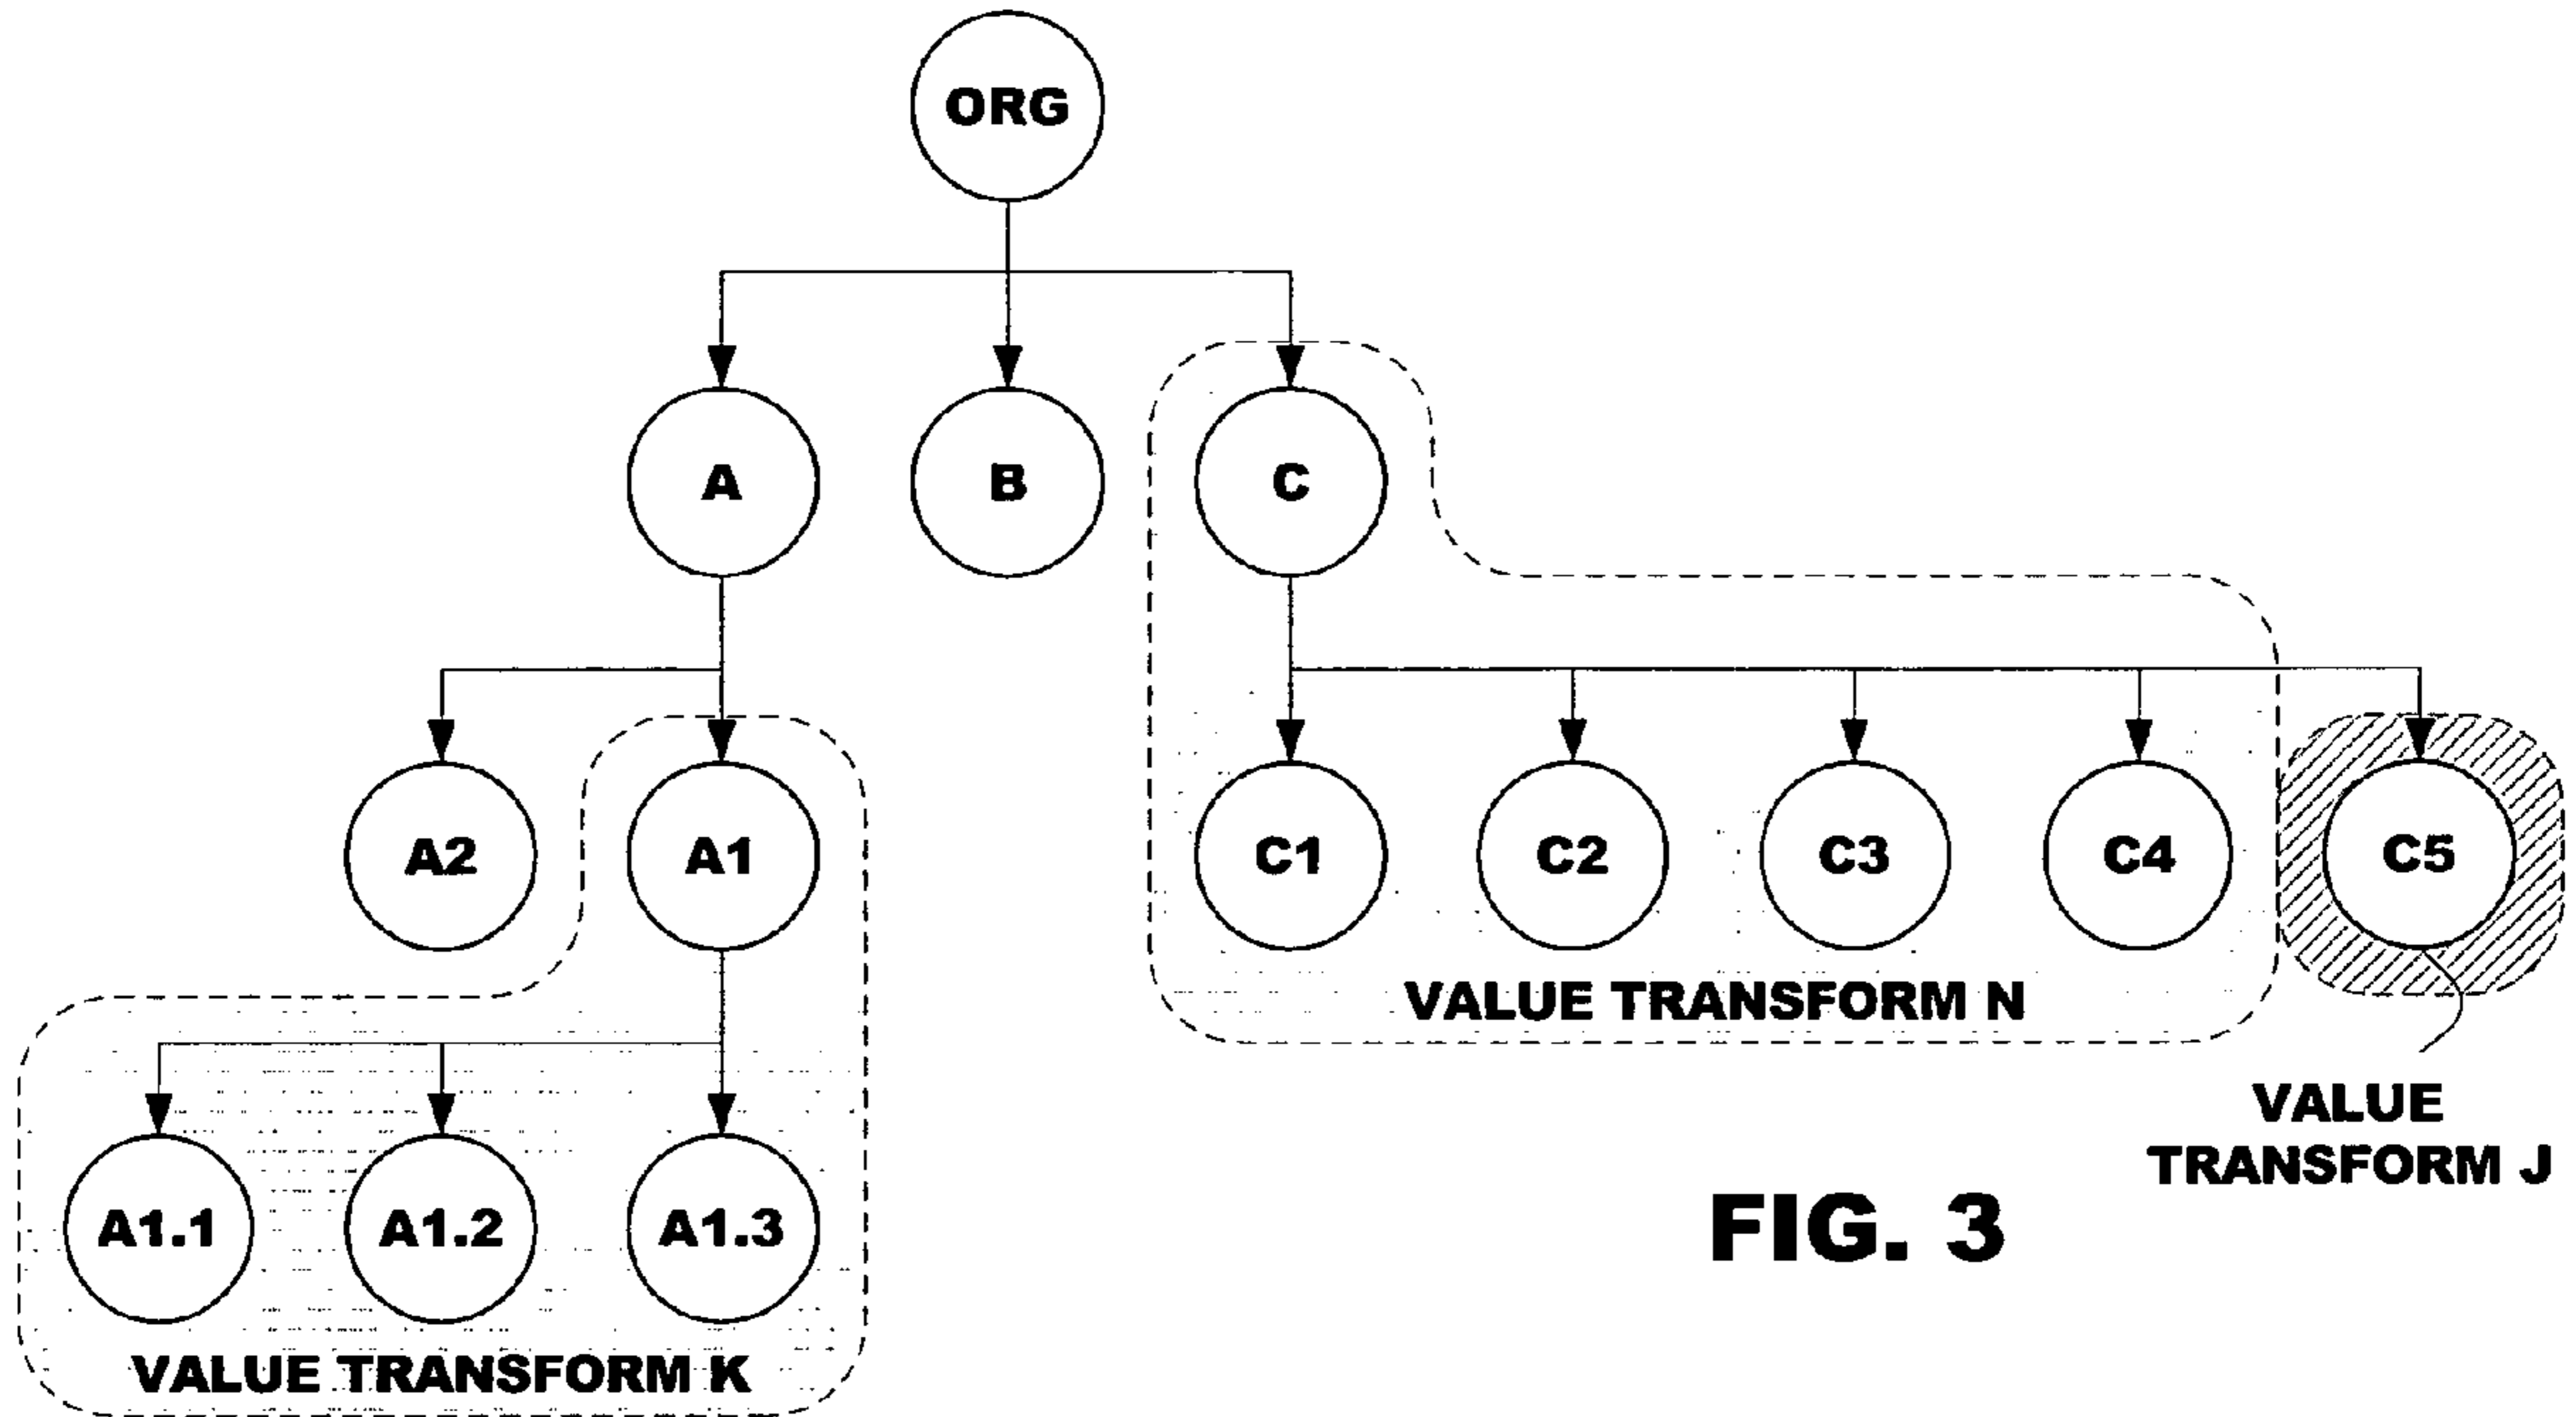 ORG
A
B
C
A2
A1
C1
C2
C3
C4
C5
VALUE TRANSFORM N
A1.1
A1.2
A1.3
VALUE
TRANSFORM J
FIG. 3
VALUE TRANSFORM K